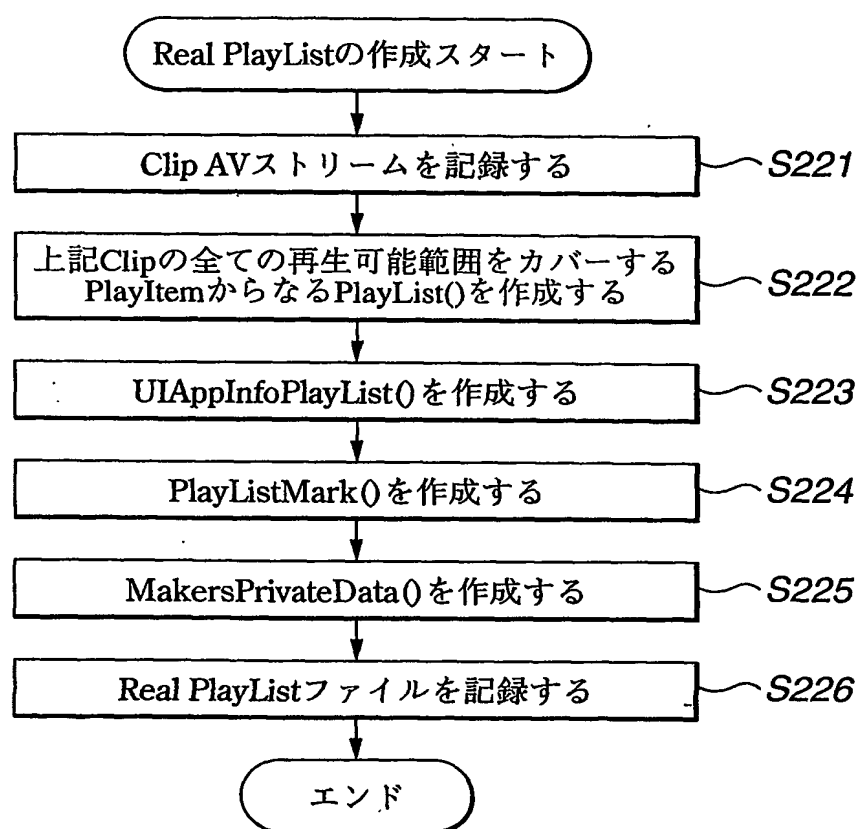 Real PlayListの作成スタート
Clip AVストリームを記録する
S221
上記Clipの全ての再生可能範囲をカバーする
PlayItemからなるPlayList()を作成する
S222
UIAppInfoPlayList()を作成する
S223
PlayListMark()を作成する
S224
MakersPrivateData()を作成する
S225
Real PlayListファイルを記録する
S226
エンド